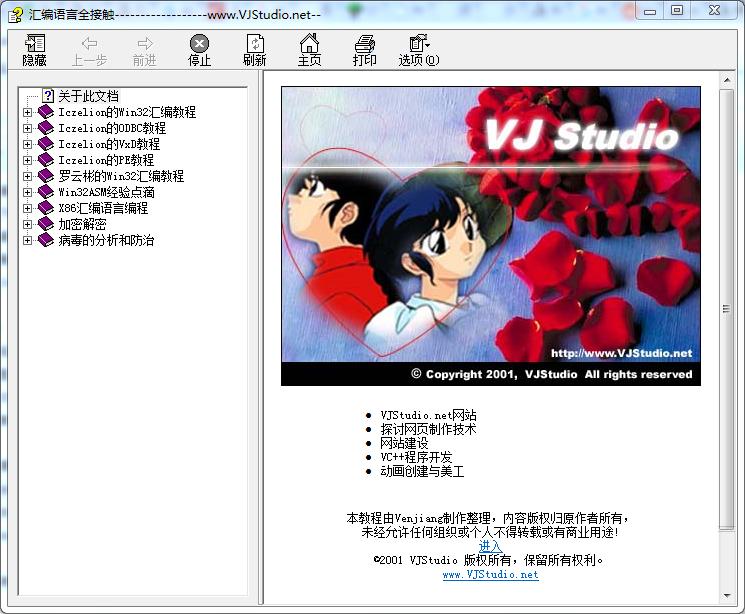 汇编语言全接触-------------------www.VJStudio.net--
隐藏 上一步 前进 停止 刷新 主页 打印 选项(O)
关于此文档
Iczelion的Win32汇编教程
Iczelion的ODBC教程
Iczelion的VxD教程
Iczelion的PE教程
罗云彬的Win32汇编教程
Win32ASM经验点滴
X86汇编语言编程
加密解密
病毒的分析和防治
VJ Studio
http://www.VJStudio.net
© Copyright 2001, VJStudio All rights reserved
VJStudio.net网站
探讨网页制作技术
网站建设
VC++程序开发
动画创建与美工
本教程由Venjiang制作整理，内容版权归原作者所有，
未经允许任何组织或个人不得转载或有商业用途!
进入
©2001 VJStudio 版权所有，保留所有权利。
www.VJStudio.net